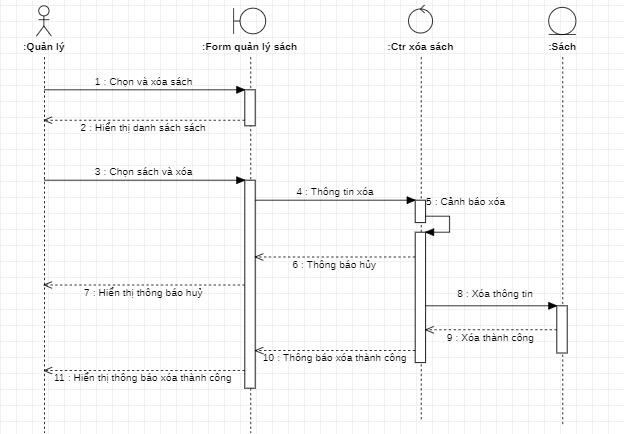 :Quản lý
:Form quản lý sách
:Ctr xóa sách
:Sách
1 : Chọn và xóa sách
2 : Hiển thị danh sách sách
3 : Chọn sách và xóa
4 : Thông tin xóa
5 : Cảnh báo xóa
6 : Thông báo hủy
7 : Hiển thị thông báo huỷ
8 : Xóa thông tin
9 : Xóa thành công
10 : Thông báo xóa thành công
11 : Hiển thị thông báo xóa thành công